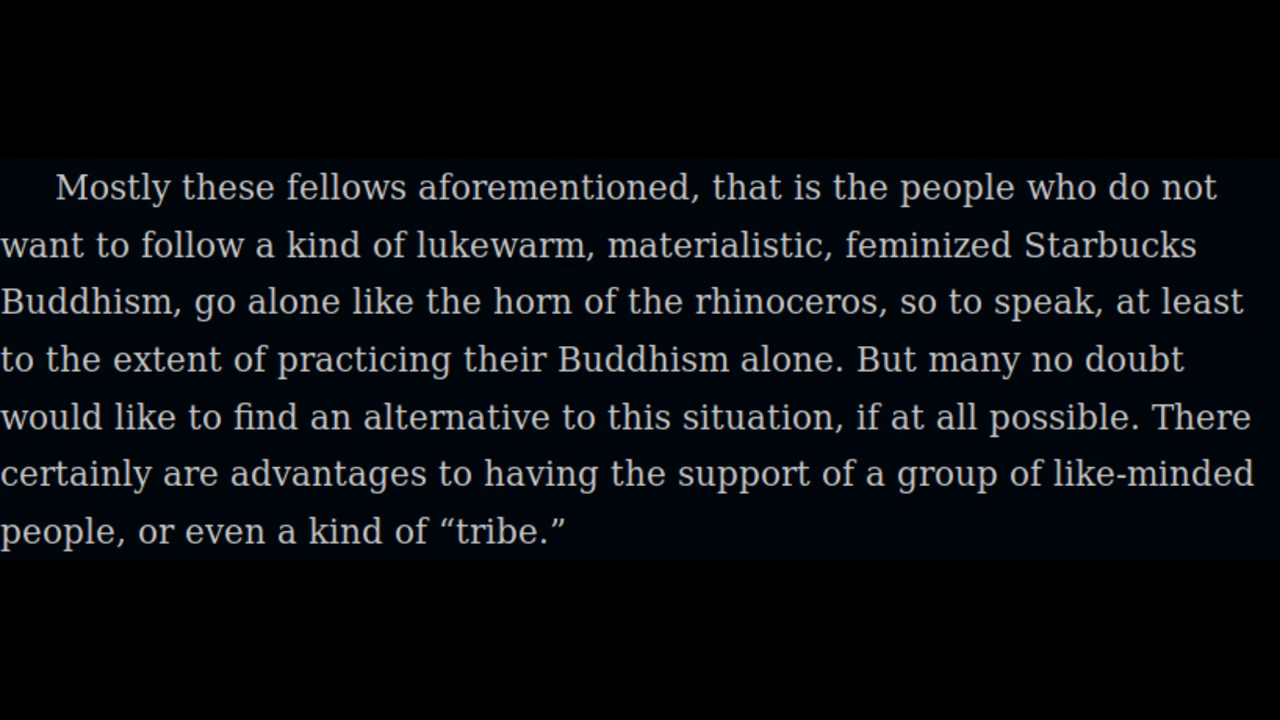 Mostly these fellows aforementioned, that is the people who do not
want to follow a kind of lukewarm, materialistic, feminized Starbucks
Buddhism, go alone like the horn of the rhinoceros, so to speak, at least
to the extent of practicing their Buddhism alone. But many no doubt
would like to find an alternative to this situation, if at all possible. There
certainly are advantages to having the support of a group of like-minded
people, or even a kind of “tribe.”